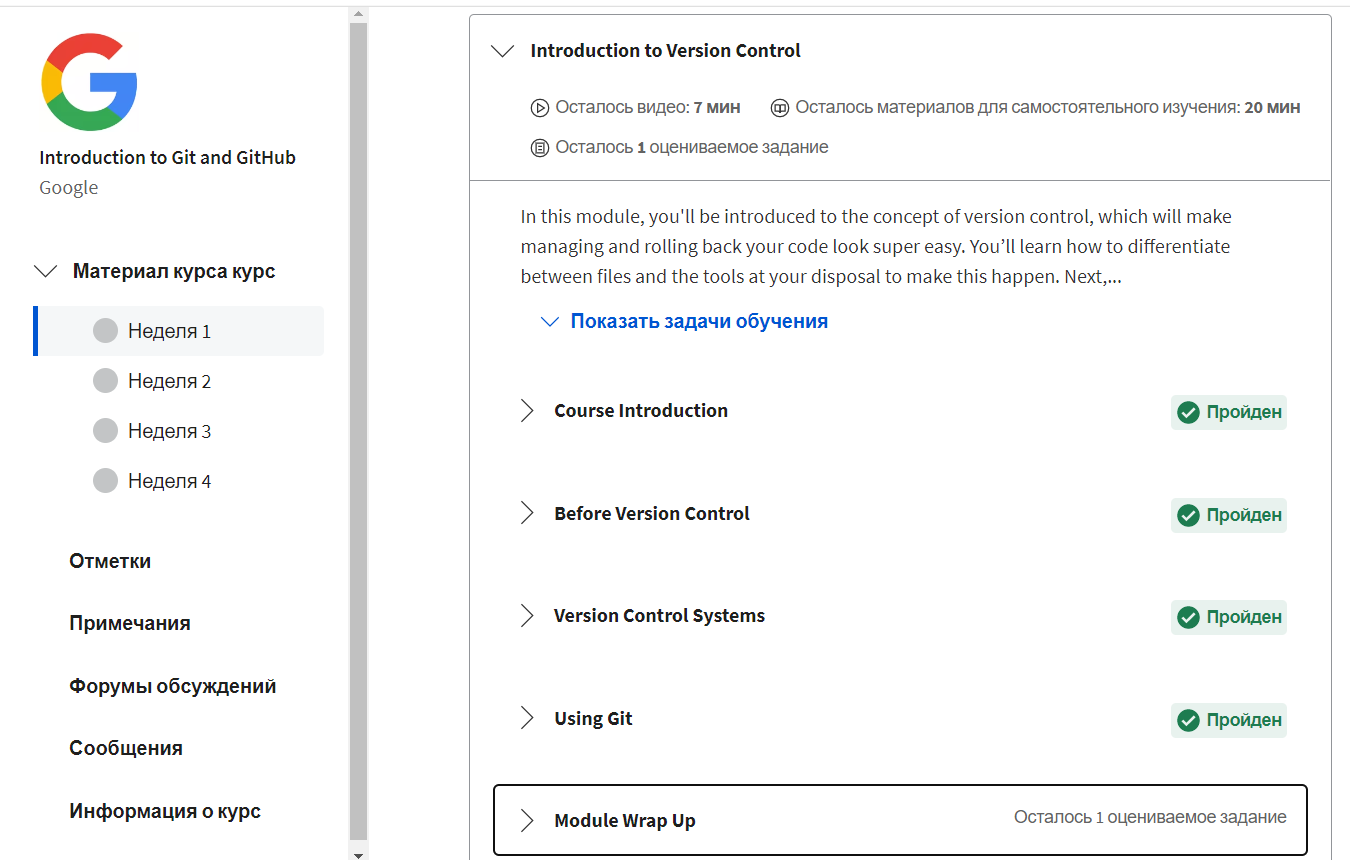 Introduction to Git and GitHub
Google
Материал курса курс
Неделя 1
Неделя 2
Неделя 3
Неделя 4
Отметки
Примечания
Форумы обсуждений
Сообщения
Информация о курс
Introduction to Version Control
Осталось видео: 7 мин Осталось материалов для самостоятельного изучения: 20 мин
Осталось 1 оцениваемое задание
In this module, you'll be introduced to the concept of version control, which will make
managing and rolling back your code look super easy. You’ll learn how to differentiate
between files and the tools at your disposal to make this happen. Next,...
Показать задачи обучения
Course Introduction Пройден
Before Version Control Пройден
Version Control Systems Пройден
Using Git Пройден
Module Wrap Up Осталось 1 оцениваемое задание